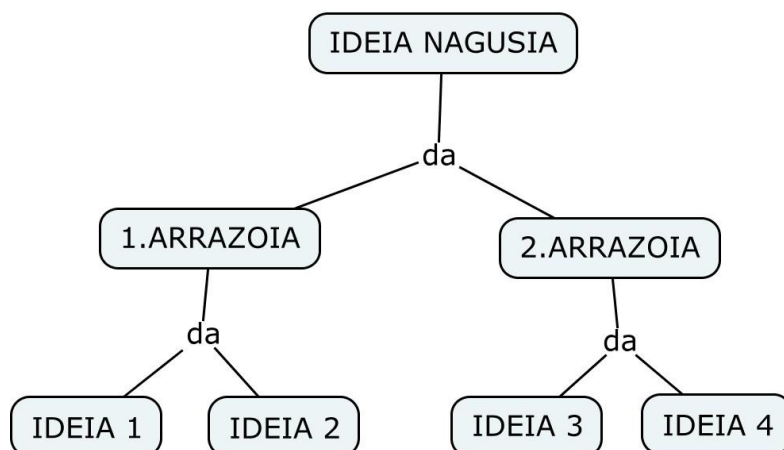 IDEIA NAGUSIA
da
1.ARRAZOIA
2.ARRAZOIA
da
da
IDEIA 1
IDEIA 2
IDEIA 3
IDEIA 4